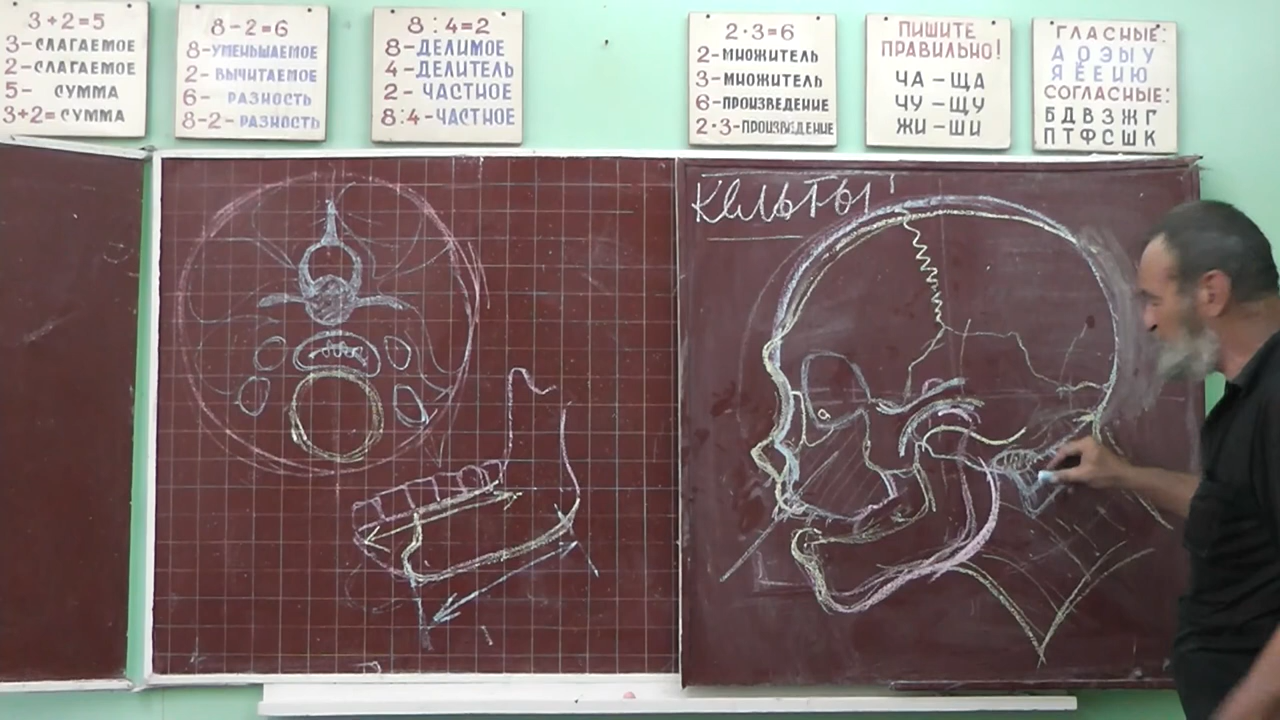 3+2=5
3-СЛАГАЕМОЕ
2-СЛАГАЕМОЕ
5- СУММА
3+2=СУММА
8-2=6
8-УМЕНЬШАЕМОЕ
2-ВЫЧИТАЕМОЕ
6- РАЗНОСТЬ
8-2-РАЗНОСТЬ
8:4=2
8-ДЕЛИМОЕ
4-ДЕЛИТЕЛЬ
2-ЧАСТНОЕ
8:4-ЧАСТНОЕ
2·3=6
2-МНОЖИТЕЛЬ
3-МНОЖИТЕЛЬ
6-ПРОИЗВЕДЕНИЕ
2·3-ПРОИЗВЕДЕНИЕ
ПИШИТЕ
ПРАВИЛЬНО!
ЧА-ЩА
ЧУ-ЩУ
ЖИ-ШИ
ГЛАСНЫЕ:
А О Э Ы У
Я Ё Е И Ю
СОГЛАСНЫЕ:
Б Д В З Ж Г
П Т Ф С Ш К
Кельты!